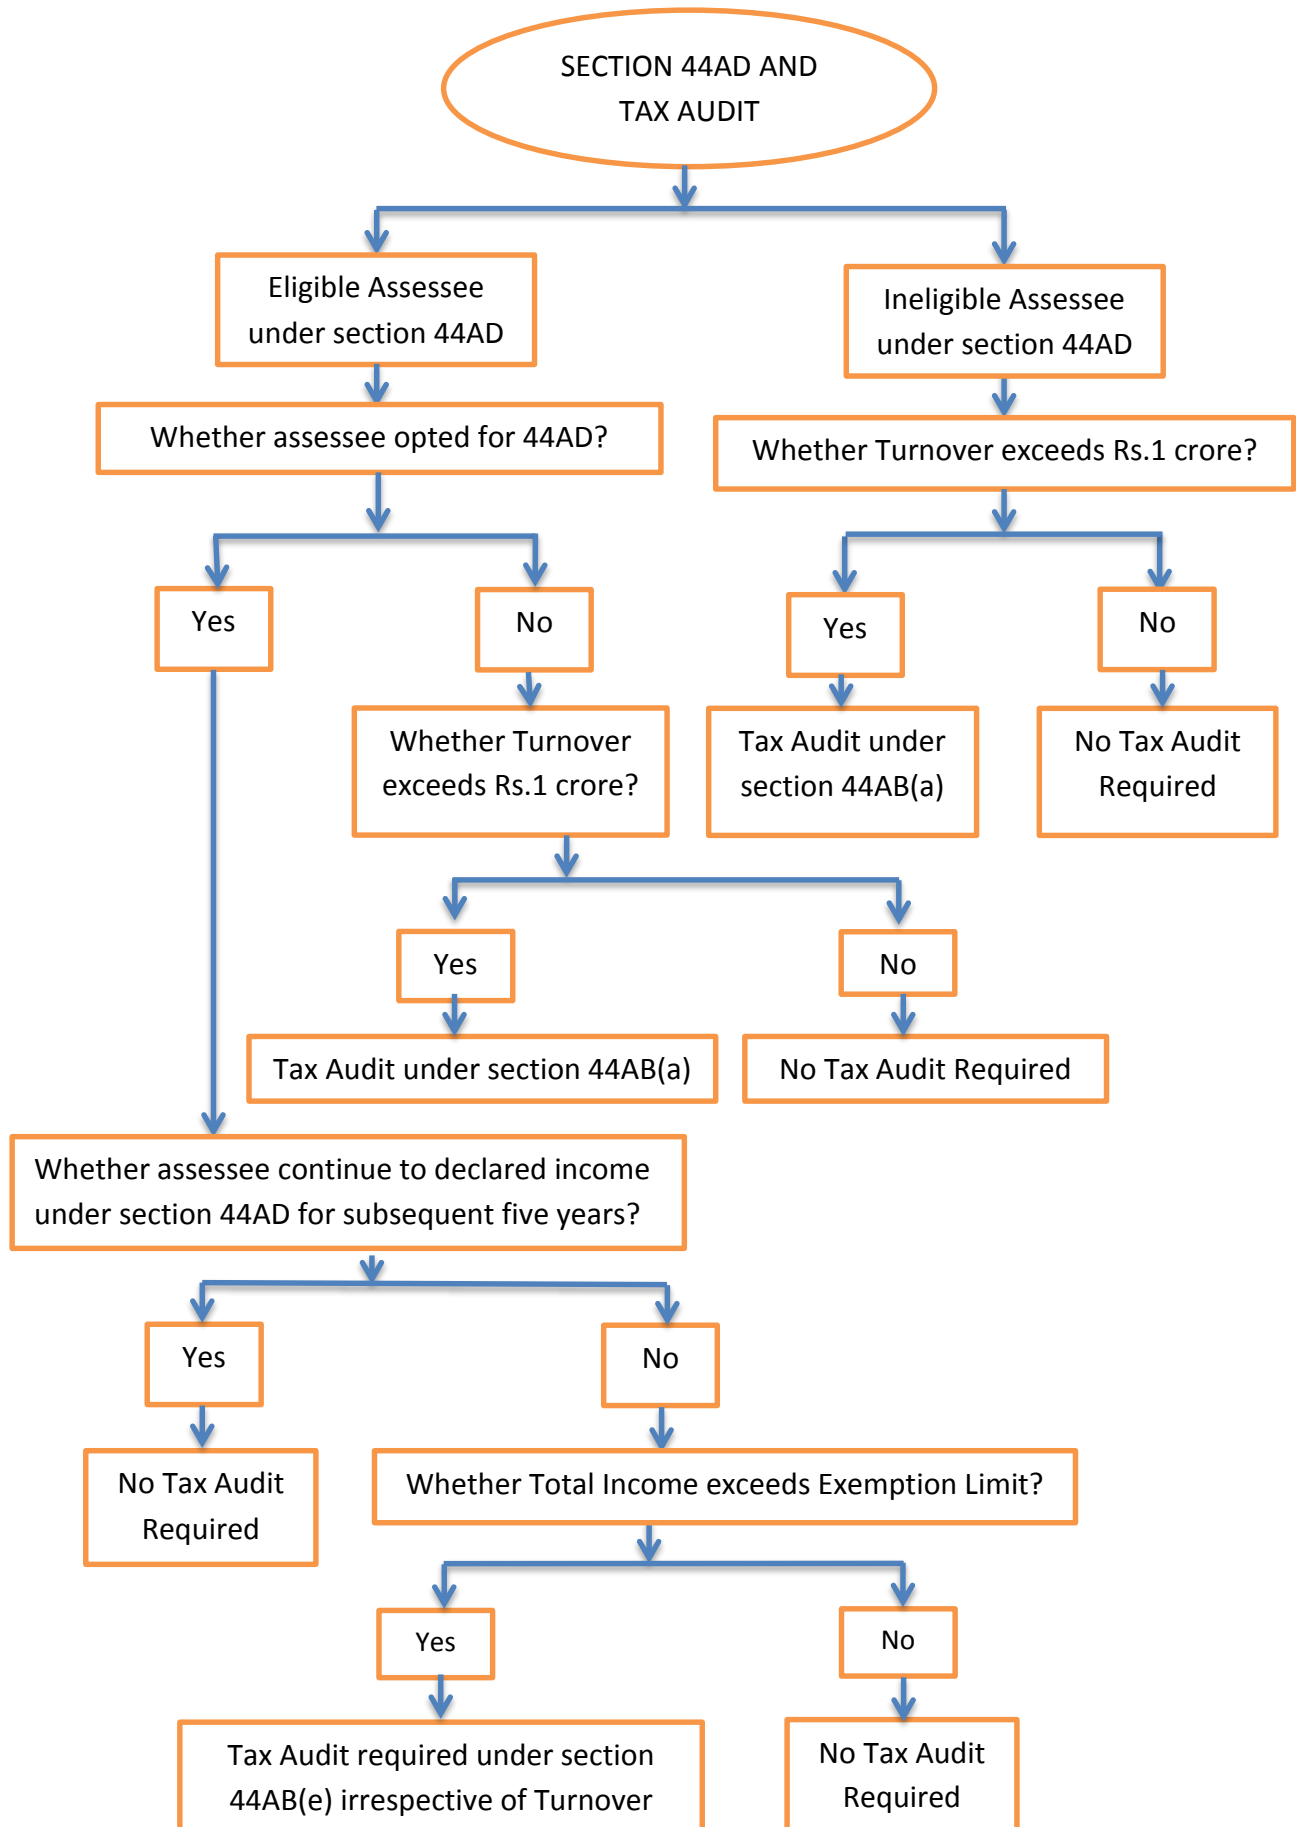 SECTION 44AD AND
TAX AUDIT
Eligible Assessee
under section 44AD
Ineligible Assessee
under section 44AD
Whether assessee opted for 44AD?
Whether Turnover exceeds Rs.1 crore?
Yes
No
Yes
No
Whether Turnover
exceeds Rs.1 crore?
Tax Audit under
section 44AB(a)
No Tax Audit
Required
Yes
No
Tax Audit under section 44AB(a)
No Tax Audit Required
Whether assessee continue to declared income
under section 44AD for subsequent five years?
Yes
No
No Tax Audit
Required
Whether Total Income exceeds Exemption Limit?
Yes
No
Tax Audit required under section
44AB(e) irrespective of Turnover
No Tax Audit
Required